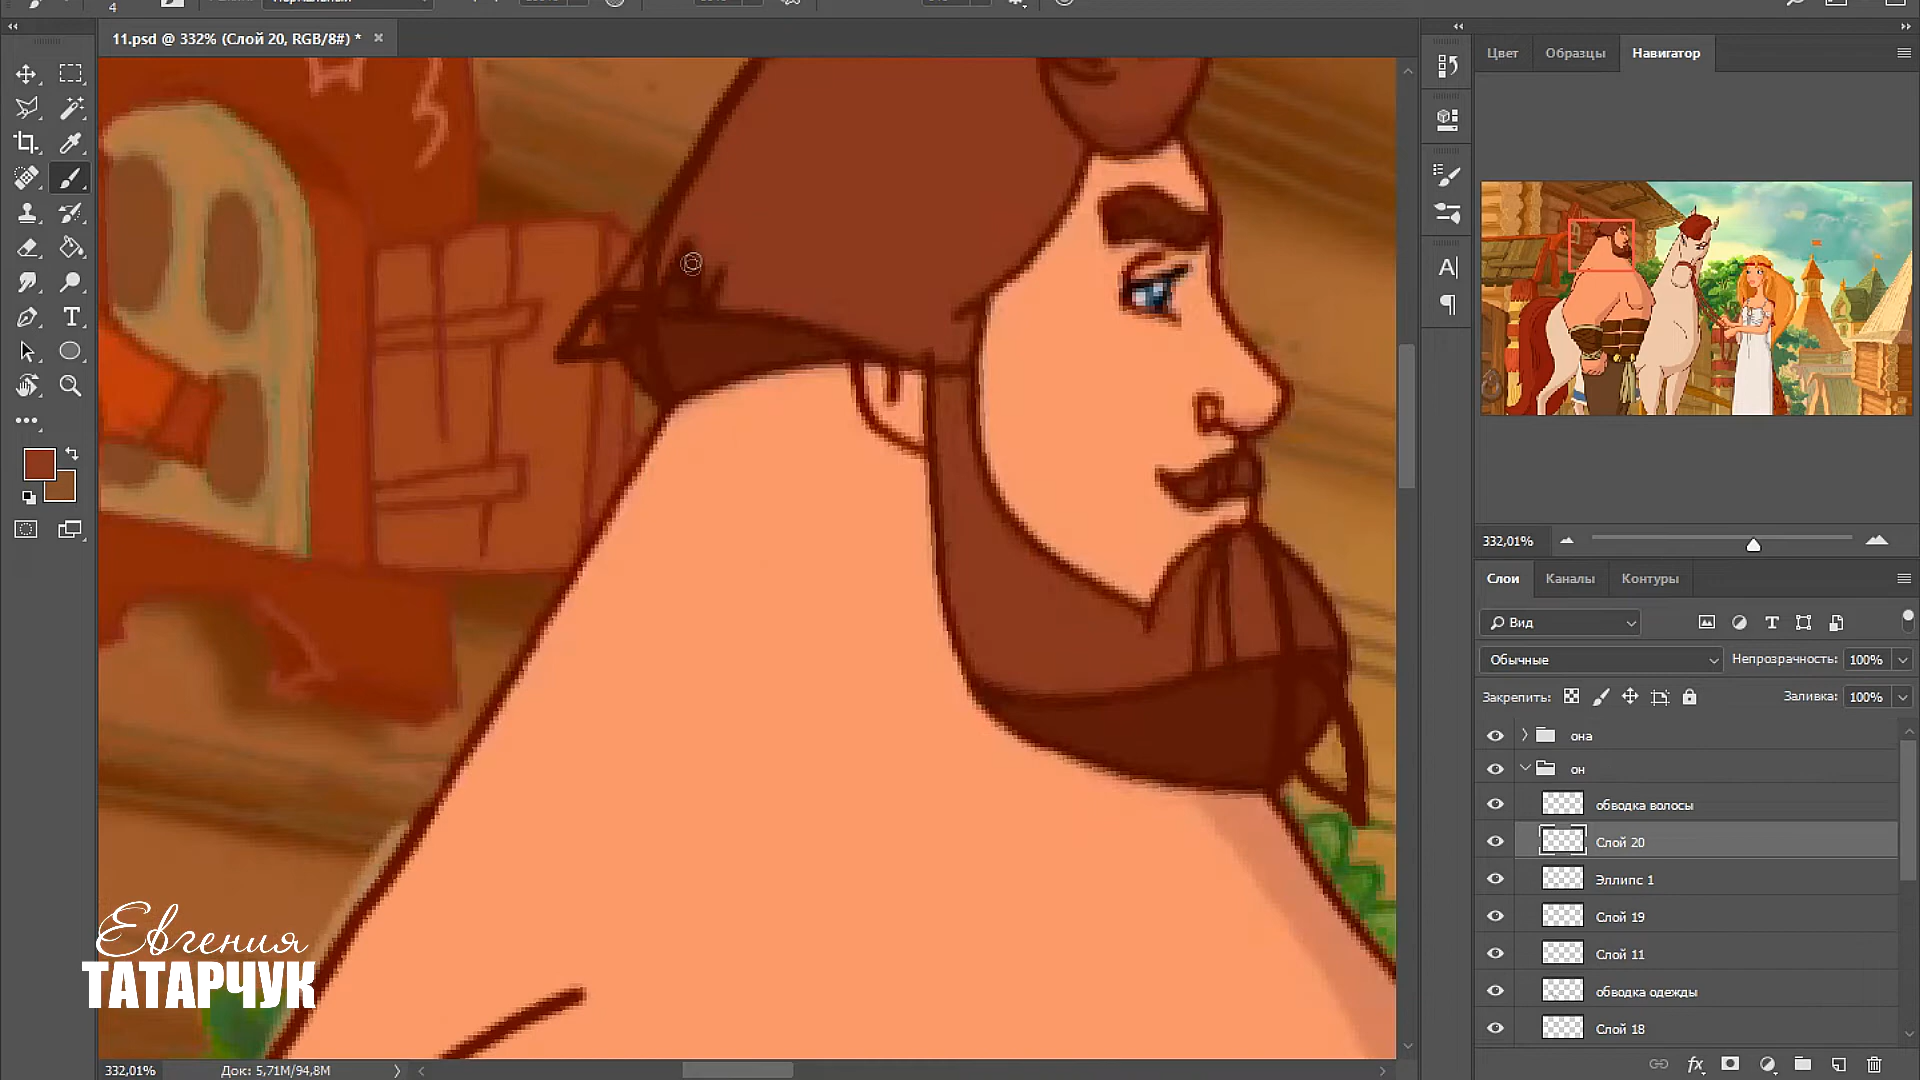 4
11.psd @ 332% (Слой 20, RGB/8#) *
Цвет
Образцы
Навигатор
332,01%
Слои
Каналы
Контуры
Вид
Обычные
Непрозрачность: 100%
Закрепить:
Заливка: 100%
она
он
обводка волосы
Слой 20
Эллипс 1
Слой 19
Слой 11
обводка одежды
Слой 18
Евгения
ТАТАРЧУК
332,01%
Док: 5,71M/94,8M